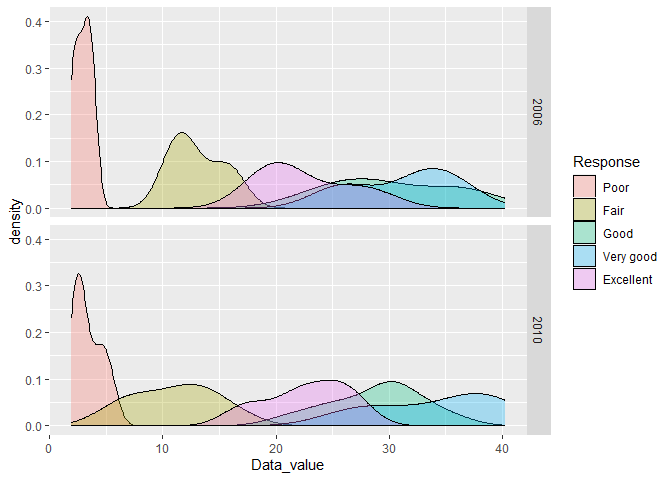 0.4
0.3
0.2
0.1
0.0
2006
0.4
0.3
0.2
0.1
0.0
2010
density
0 10 20 30 40
Data_value
Response
Poor
Fair
Good
Very good
Excellent